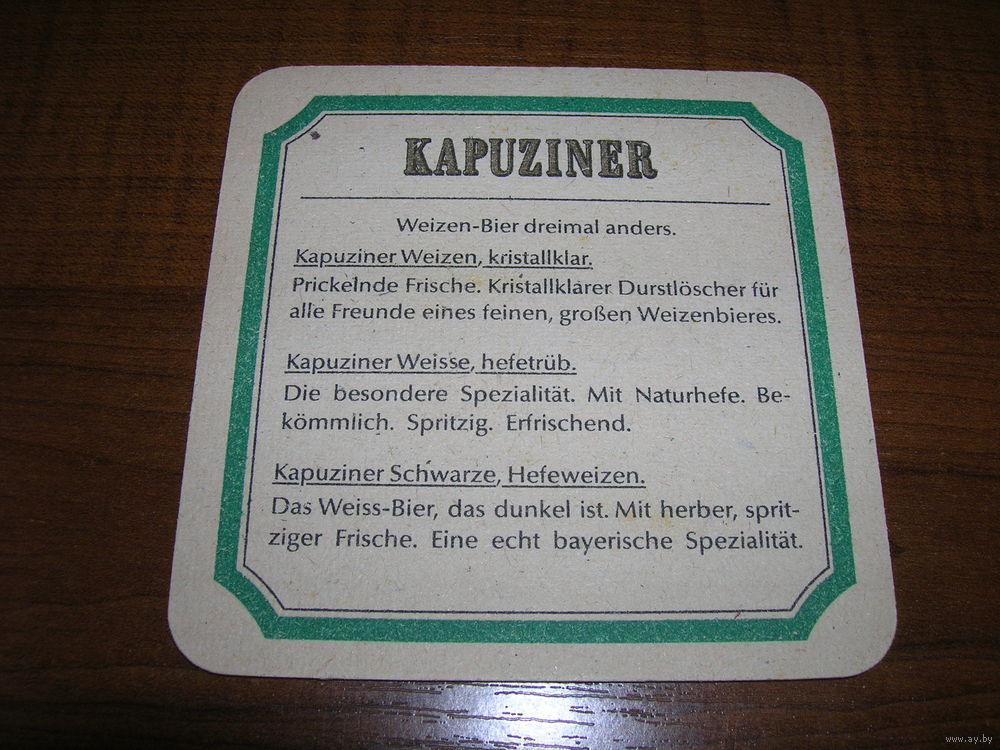 KAPUZINER
Weizen-Bier dreimal anders.
Kapuziner Weizen, kristallklar.
Prickelnde Frische. Kristallklarer Durstlöscher für
alle Freunde eines feinen, großen Weizenbieres.
Kapuziner Weisse, hefetrüb.
Die besondere Spezialität. Mit Naturhefe. Be-
kömmlich. Spritzig. Erfrischend.
Kapuziner Schwarze, Hefeweizen.
Das Weiss-Bier, das dunkel ist. Mit herber, sprit-
ziger Frische. Eine echt bayerische Spezialität.
www.ay.by